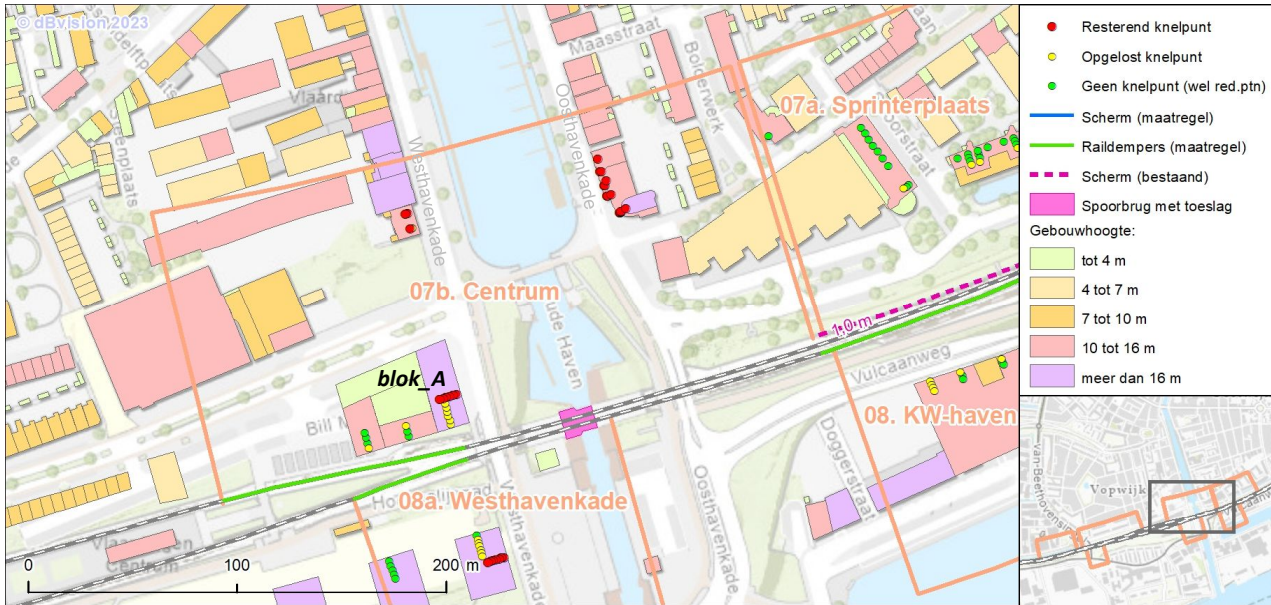 © dBvision 2023
Maasstraat
Bolderwerk
Oosthavenkade
Westhavenkade
07a. Sprinterplaats
07b. Centrum
Oude Haven
1.0 m
Vulcaanweg
blok_A
08. KW-haven
Doggerstraat
08a. Westhavenkade
Westhavenkade
Oosthavenkade
Centrum
0 100 200 m
Resterend knelpunt
Opgelost knelpunt
Geen knelpunt (wel red.ptn)
Scherm (maatregel)
Raildempers (maatregel)
Scherm (bestaand)
Spoorbrug met toeslag
Gebouwhoogte:
tot 4 m
4 tot 7 m
7 tot 10 m
10 tot 16 m
meer dan 16 m
Vopwijk